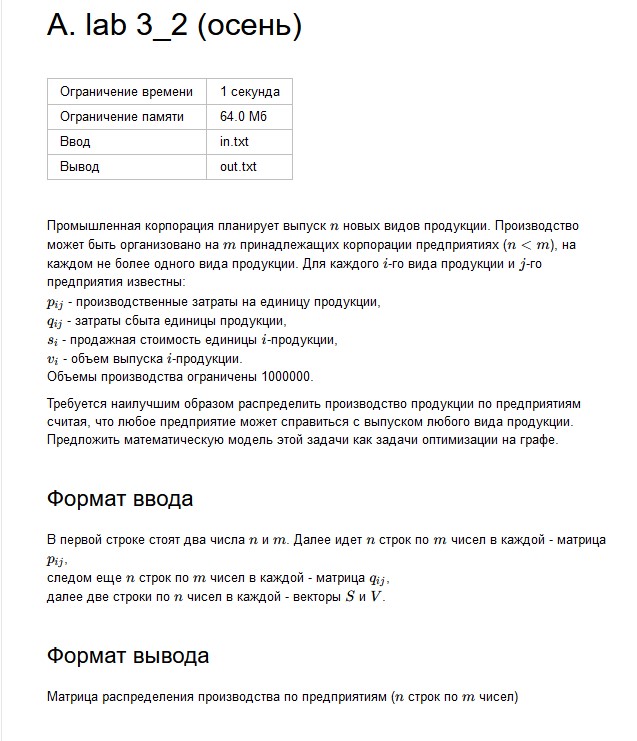 A. lab 3_2 (осень)
Ограничение времени 1 секунда
Ограничение памяти 64.0 Мб
Ввод in.txt
Вывод out.txt
Промышленная корпорация планирует выпуск n новых видов продукции. Производство
может быть организовано на m принадлежащих корпорации предприятиях (n < m), на
каждом не более одного вида продукции. Для каждого i-го вида продукции и j-го
предприятия известны:
p_{ij} - производственные затраты на единицу продукции,
q_{ij} - затраты сбыта единицы продукции,
s_i - продажная стоимость единицы i-продукции,
v_i - объем выпуска i-продукции.
Объемы производства ограничены 1000000.
Требуется наилучшим образом распределить производство продукции по предприятиям
считая, что любое предприятие может справиться с выпуском любого вида продукции.
Предложить математическую модель этой задачи как задачи оптимизации на графе.
Формат ввода
В первой строке стоят два числа n и m. Далее идет n строк по m чисел в каждой - матрица
p_{ij},
следом еще n строк по m чисел в каждой - матрица q_{ij},
далее две строки по n чисел в каждой - векторы S и V.
Формат вывода
Матрица распределения производства по предприятиям (n строк по m чисел)